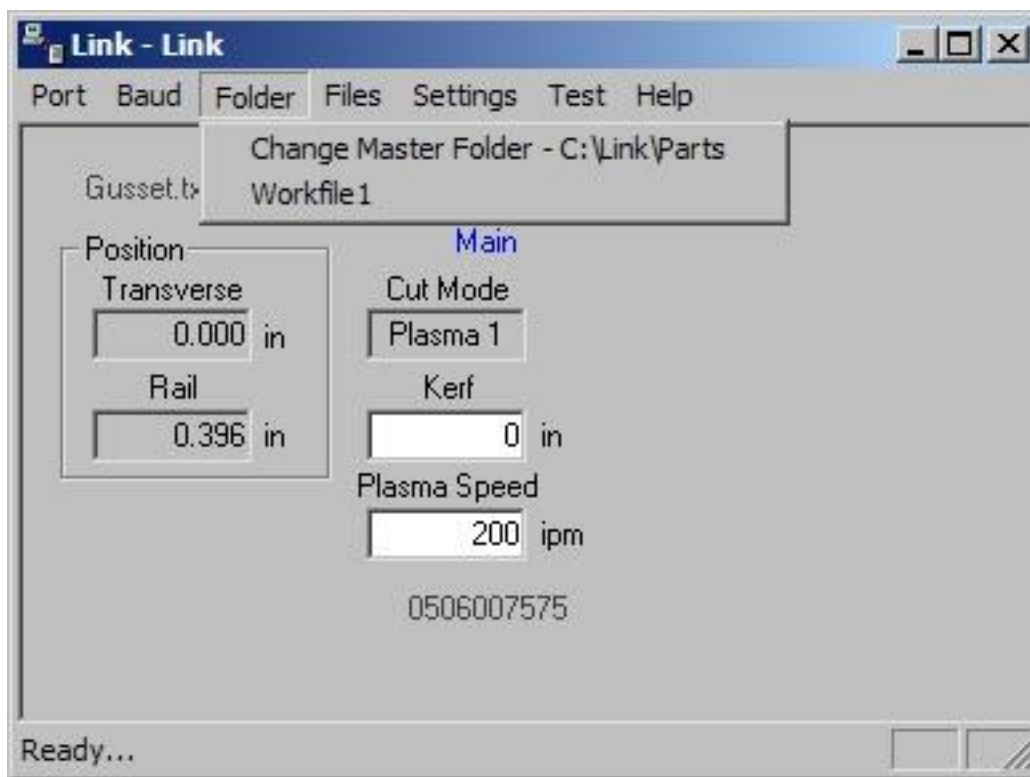 Link - Link
Port Baud Folder Files Settings Test Help
Change Master Folder - C:\Link\Parts
Gusset.tx
Workfile1
Main
Position
Transverse
Cut Mode
0.000 in
Plasma 1
Rail
Kerf
0.396 in
0 in
Plasma Speed
200 ipm
0506007575
Ready...